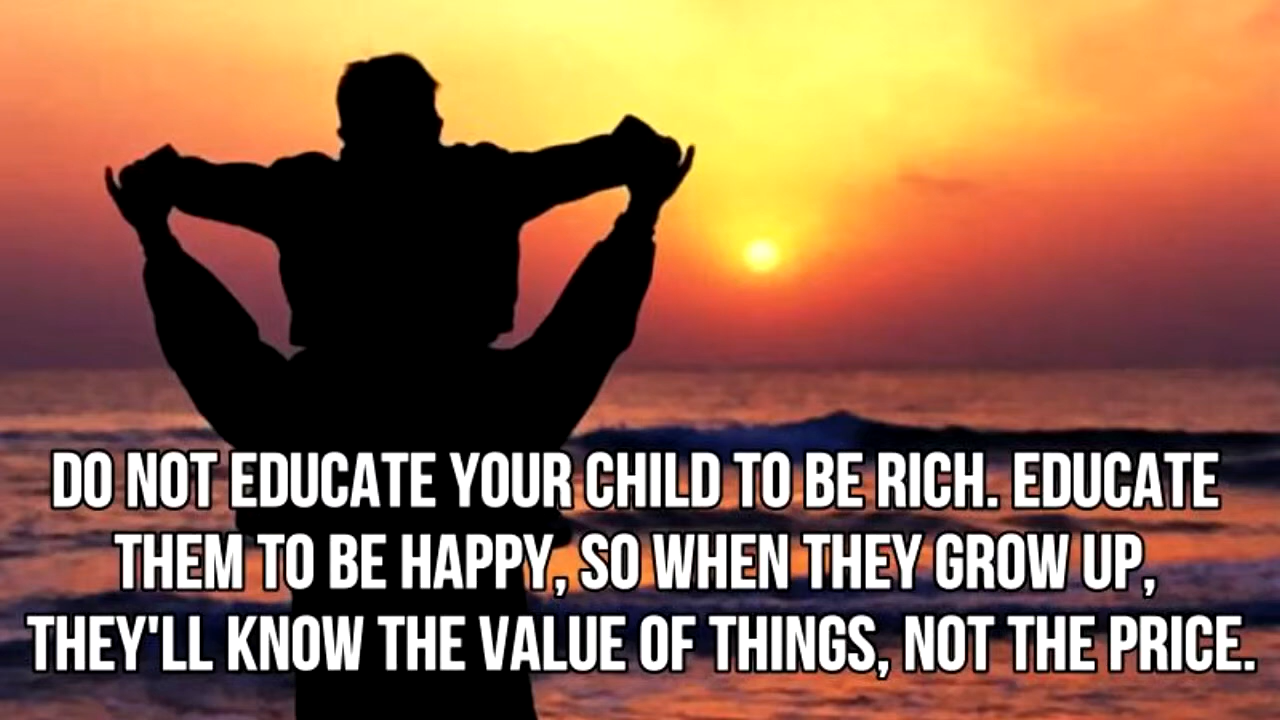 DO NOT EDUCATE YOUR CHILD TO BE RICH. EDUCATE
THEM TO BE HAPPY, SO WHEN THEY GROW UP,
THEY'LL KNOW THE VALUE OF THINGS, NOT THE PRICE.